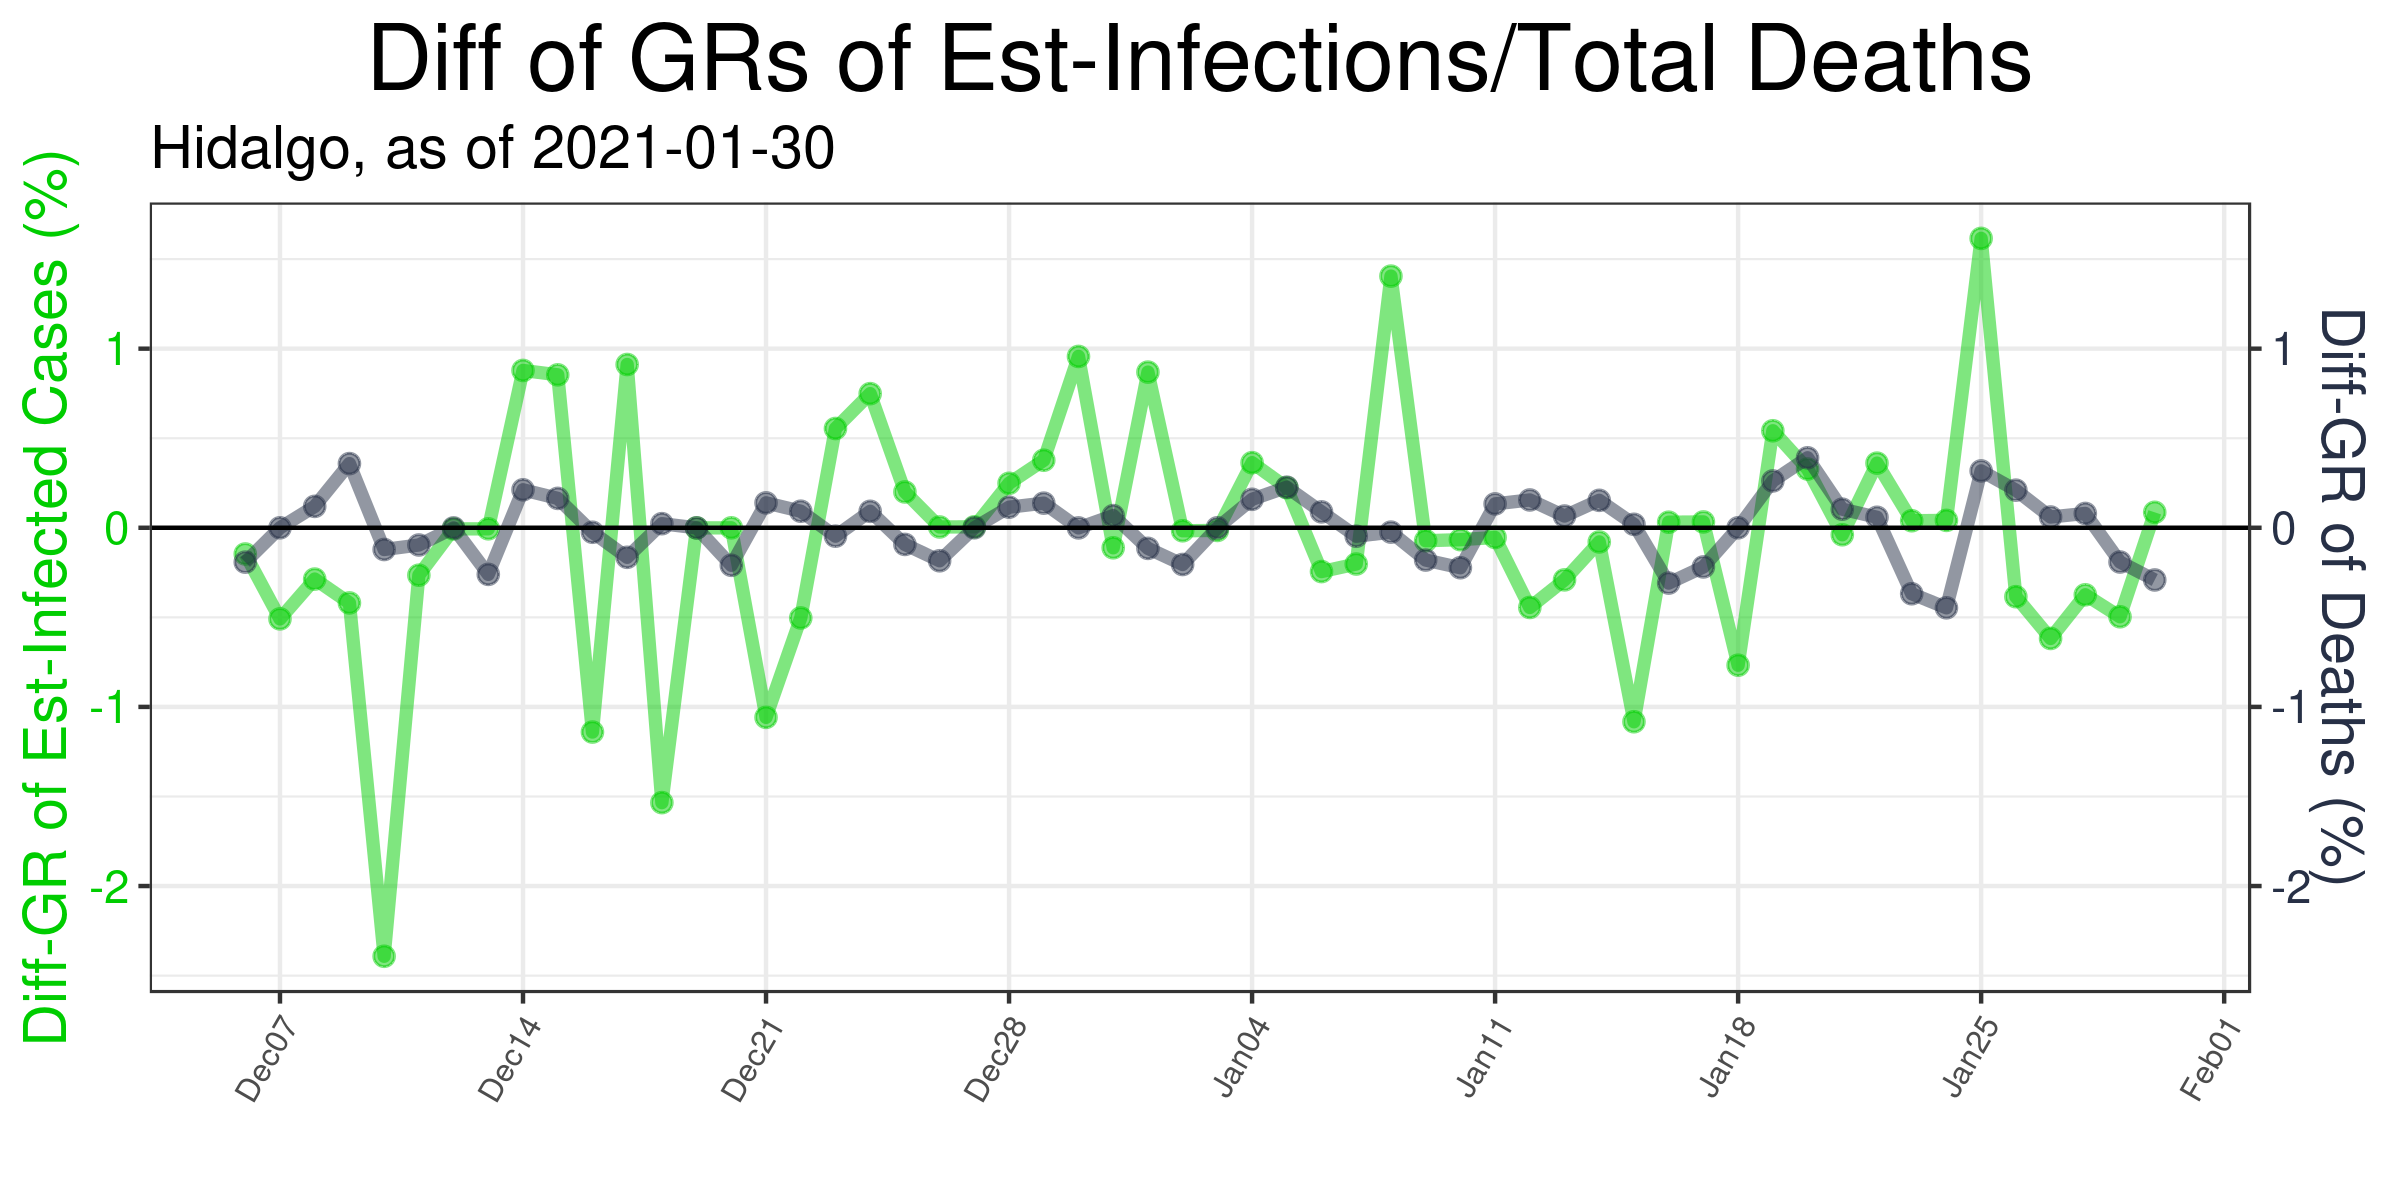 Diff of GRs of Est-Infections/Total Deaths
Hidalgo, as of 2021-01-30
Diff-GR of Est-Infected Cases (%)
1
0
-1
-2
1
0
-1
-2
Diff-GR of Deaths (%)
Dec07
Dec14
Dec21
Dec28
Jan04
Jan11
Jan18
Jan25
Feb01